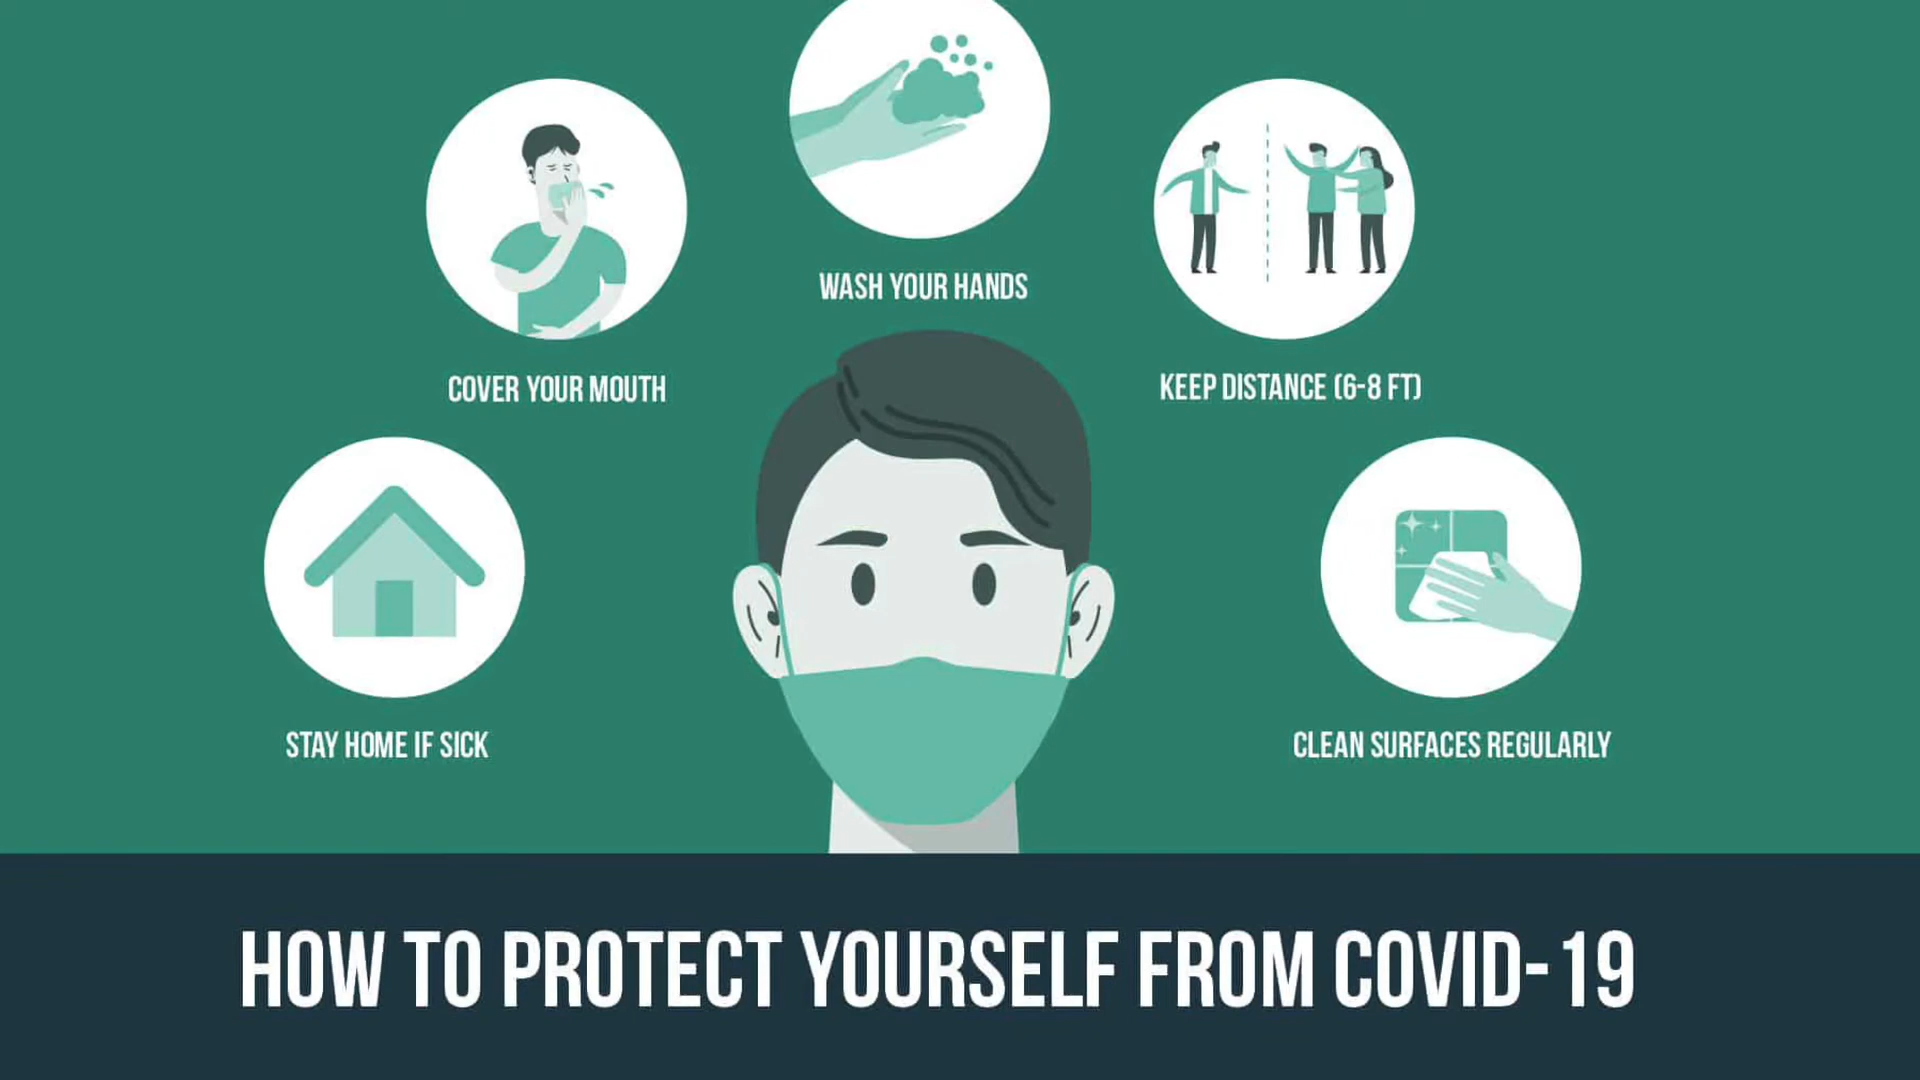 WASH YOUR HANDS
COVER YOUR MOUTH
KEEP DISTANCE (6-8 FT)
STAY HOME IF SICK
CLEAN SURFACES REGULARLY
HOW TO PROTECT YOURSELF FROM COVID-19